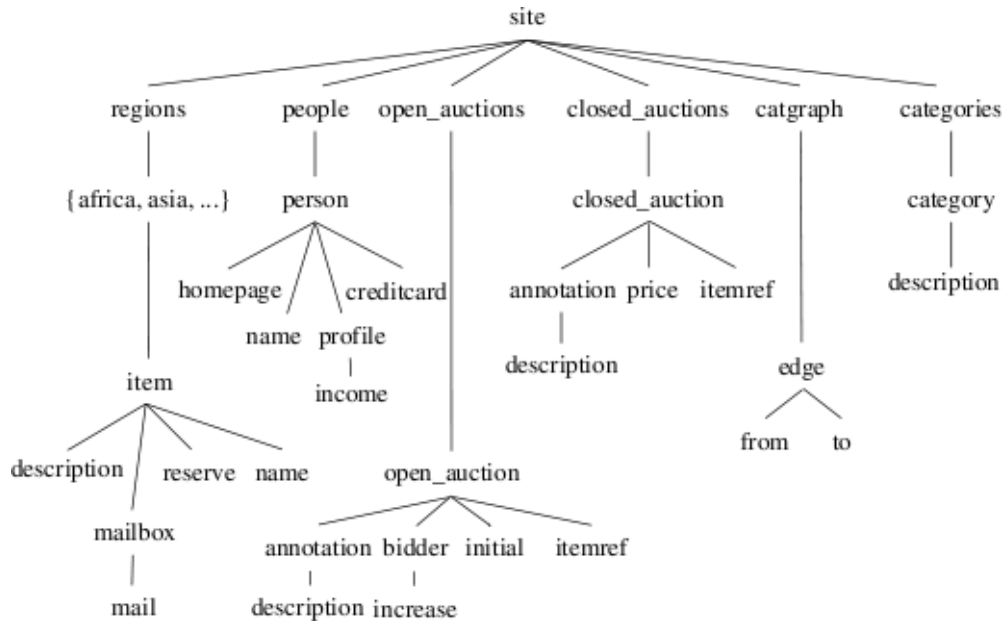 site
regions people open_auctions closed_auctions catgraph categories
{africa, asia, ...} person closed_auction category
homepage creditcard annotation price itemref description
name profile
description edge
item income
from to
description reserve name open_auction
mailbox annotation bidder initial itemref
mail description increase